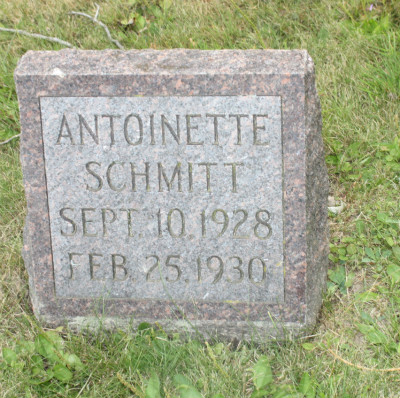 ANTOINETTE
SCHMITT
SEPT. 10. 1928
FEB. 25. 1930